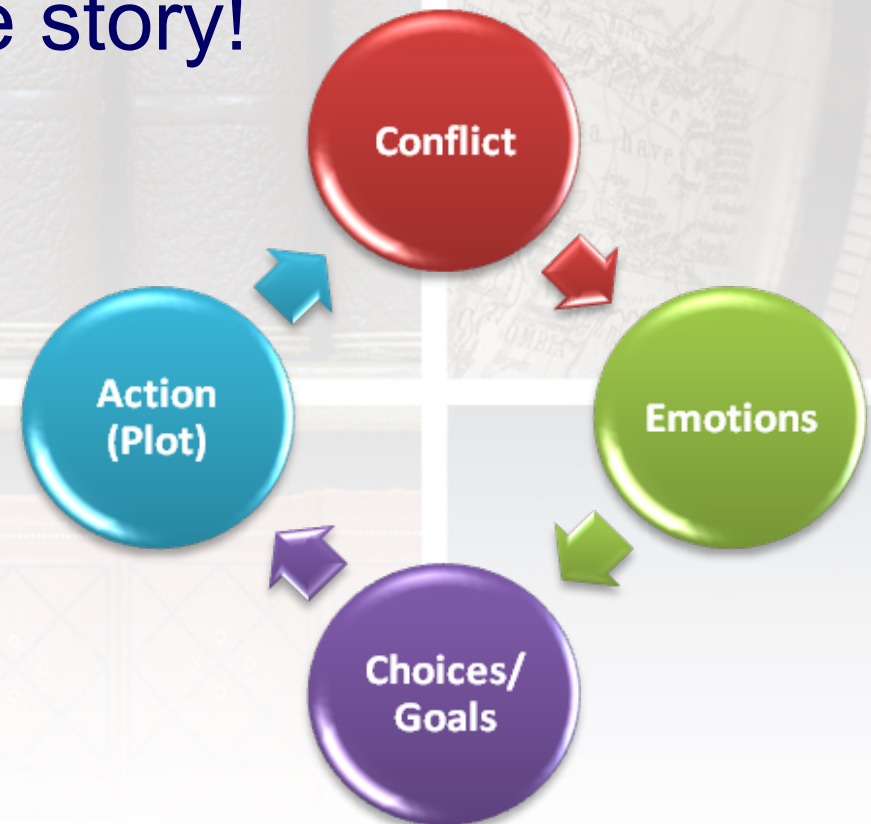 e story!
Conflict
Emotions
Choices/
Goals
Action
(Plot)